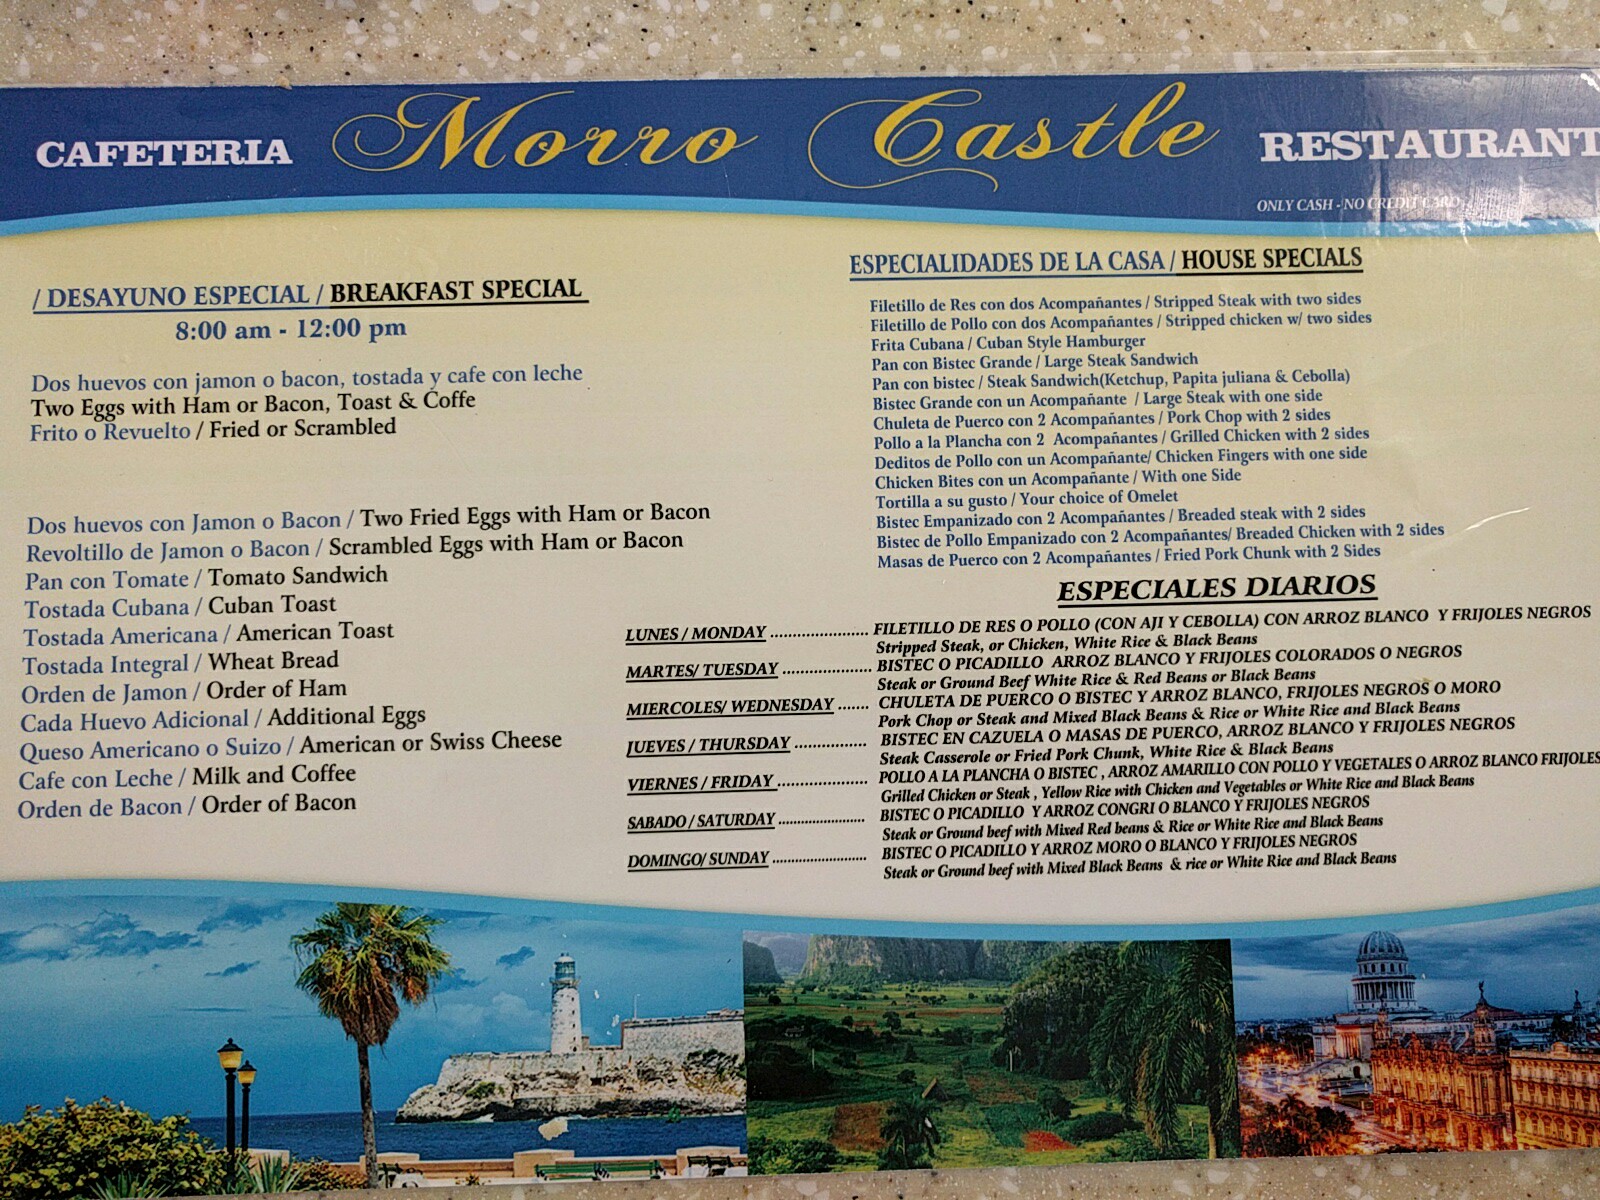 CAFETERIA Morro Castle RESTAURANT
ONLY CASH - NO CREDIT CARD
/ DESAYUNO ESPECIAL / BREAKFAST SPECIAL
8:00 am - 12:00 pm
Dos huevos con jamon o bacon, tostada y cafe con leche
Two Eggs with Ham or Bacon, Toast & Coffe
Frito o Revuelto / Fried or Scrambled
Dos huevos con Jamon o Bacon / Two Fried Eggs with Ham or Bacon
Revoltillo de Jamon o Bacon / Scrambled Eggs with Ham or Bacon
Pan con Tomate / Tomato Sandwich
Tostada Cubana / Cuban Toast
Tostada Americana / American Toast
Tostada Integral / Wheat Bread
Orden de Jamon / Order of Ham
Cada Huevo Adicional / Additional Eggs
Queso Americano o Suizo / American or Swiss Cheese
Cafe con Leche / Milk and Coffee
Orden de Bacon / Order of Bacon
ESPECIALIDADES DE LA CASA / HOUSE SPECIALS
Filetillo de Res con dos Acompañantes / Stripped Steak with two sides
Filetillo de Pollo con dos Acompañantes / Stripped chicken w/ two sides
Frita Cubana / Cuban Style Hamburger
Pan con Bistec Grande / Large Steak Sandwich
Pan con bistec / Steak Sandwich(Ketchup, Papita juliana & Cebolla)
Bistec Grande con un Acompañante / Large Steak with one side
Chuleta de Puerco con 2 Acompañantes / Pork Chop with 2 sides
Pollo a la Plancha con 2 Acompañantes / Grilled Chicken with 2 sides
Deditos de Pollo con un Acompañante/ Chicken Fingers with one side
Chicken Bites con un Acompañante / With one Side
Tortilla a su gusto / Your choice of Omelet
Bistec Empanizado con 2 Acompañantes / Breaded steak with 2 sides
Bistec de Pollo Empanizado con 2 Acompañantes/ Breaded Chicken with 2 sides
Masas de Puerco con 2 Acompañantes / Fried Pork Chunk with 2 Sides
ESPECIALES DIARIOS
LUNES / MONDAY ........................ FILETILLO DE RES O POLLO (CON AJI Y CEBOLLA) CON ARROZ BLANCO Y FRIJOLES NEGROS
Stripped Steak, or Chicken, White Rice & Black Beans
MARTES/ TUESDAY ...................... BISTEC O PICADILLO ARROZ BLANCO Y FRIJOLES COLORADOS O NEGROS
Steak or Ground Beef White Rice & Red Beans or Black Beans
MIERCOLES/ WEDNESDAY ....... CHULETA DE PUERCO O BISTEC Y ARROZ BLANCO, FRIJOLES NEGROS O MORO
Pork Chop or Steak and Mixed Black Beans & Rice or White Rice and Black Beans
JUEVES / THURSDAY ................. BISTEC EN CAZUELA O MASAS DE PUERCO, ARROZ BLANCO Y FRIJOLES NEGROS
Steak Casserole or Fried Pork Chunk, White Rice & Black Beans
VIERNES / FRIDAY ..................... POLLO A LA PLANCHA O BISTEC , ARROZ AMARILLO CON POLLO Y VEGETALES O ARROZ BLANCO FRIJOLES
Grilled Chicken or Steak , Yellow Rice with Chicken and Vegetables or White Rice and Black Beans
SABADO / SATURDAY ..................... BISTEC O PICADILLO Y ARROZ CONGRI O BLANCO Y FRIJOLES NEGROS
Steak or Ground beef with Mixed Red beans & Rice or White Rice and Black Beans
DOMINGO/ SUNDAY ....................... BISTEC O PICADILLO Y ARROZ MORO O BLANCO Y FRIJOLES NEGROS
Steak or Ground beef with Mixed Black Beans & rice or White Rice and Black Beans